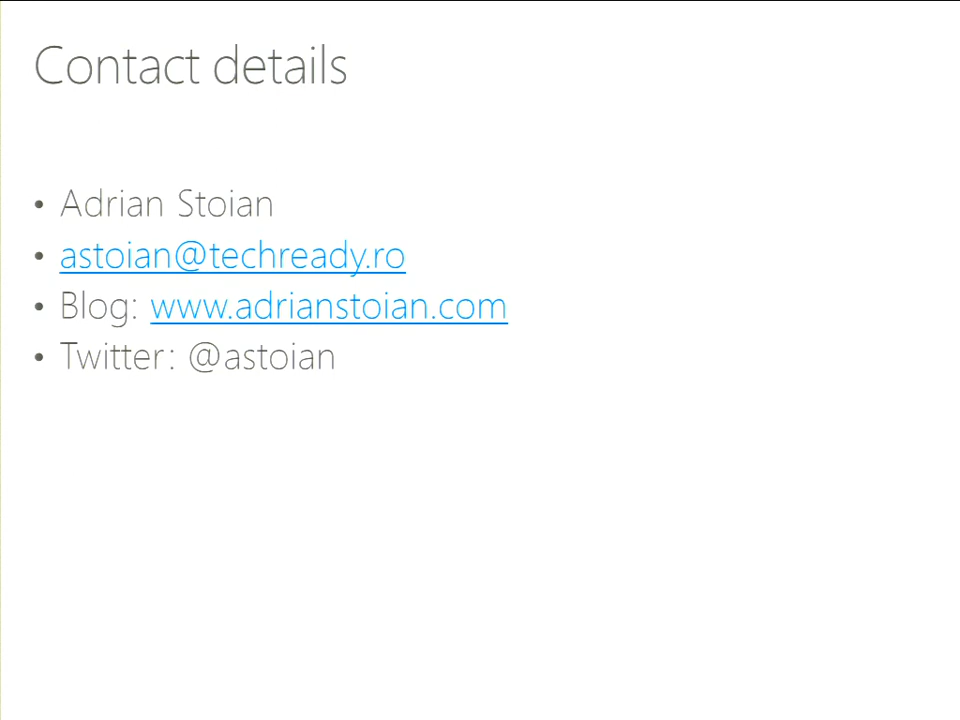 Contact details
• Adrian Stoian
• astoian@techready.ro
• Blog: www.adrianstoian.com
• Twitter: @astoian